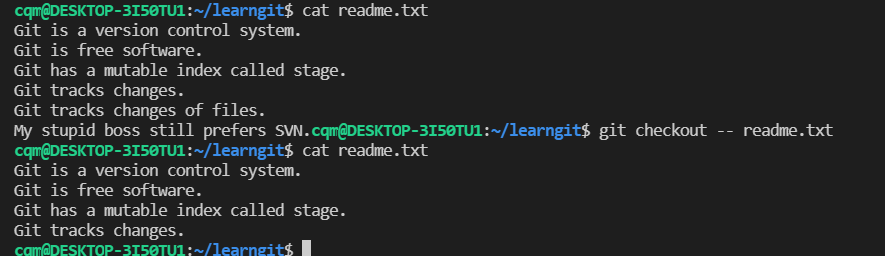 cqm@DESKTOP-3I50TU1:~/learngit$ cat readme.txt
Git is a version control system.
Git is free software.
Git has a mutable index called stage.
Git tracks changes.
Git tracks changes of files.
My stupid boss still prefers SVN.cqm@DESKTOP-3I50TU1:~/learngit$ git checkout -- readme.txt
cqm@DESKTOP-3I50TU1:~/learngit$ cat readme.txt
Git is a version control system.
Git is free software.
Git has a mutable index called stage.
Git tracks changes.
cqm@DESKTOP-3I50TU1:~/learngit$